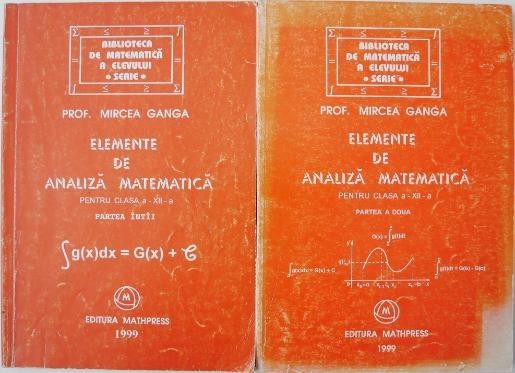 BIBLIOTECA
DE MATEMATICĂ
A ELEVULUI
• SERIE •
PROF. MIRCEA GANGA
ELEMENTE
DE
ANALIZĂ MATEMATICĂ
PENTRU CLASA a - XII - a
PARTEA ÎNTÎI
∫g(x)dx = G(x) + C
M
EDITURA MATHPRESS
1999
BIBLIOTECA
DE MATEMATICĂ
A ELEVULUI
• SERIE •
PROF. MIRCEA GANGA
ELEMENTE
DE
ANALIZĂ MATEMATICĂ
PENTRU CLASA a - XII - a
PARTEA A DOUA
∫g(x)dx = G(x) + C
M
EDITURA MATHPRESS
1999